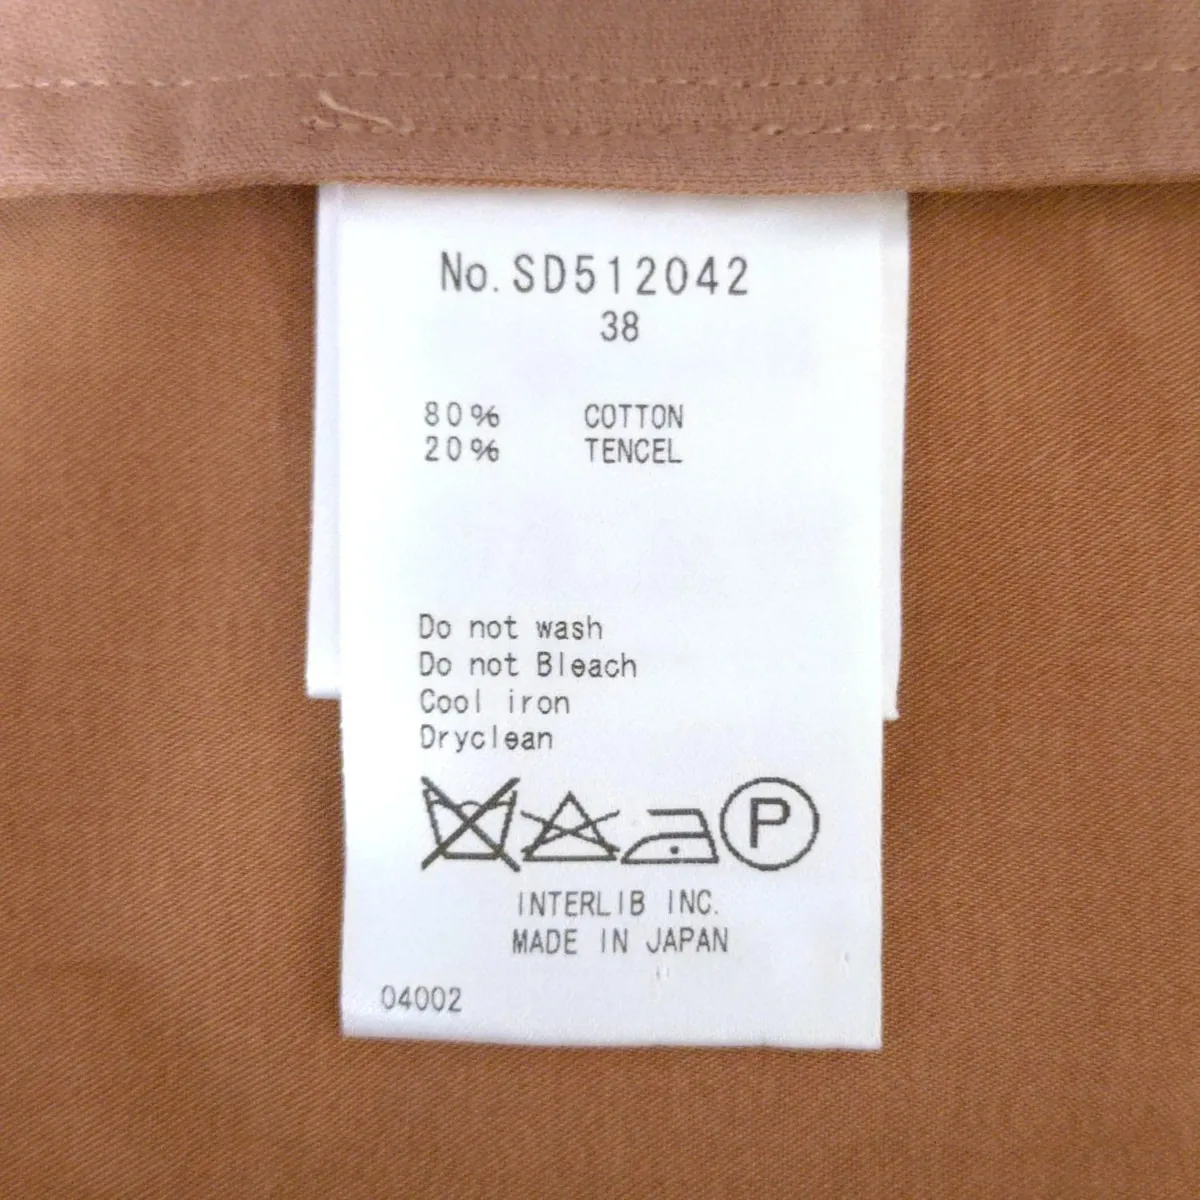 No. SD512042
38
80% COTTON
20% TENCEL
Do not wash
Do not Bleach
Cool iron
Dryclean
P
INTERLIB INC.
MADE IN JAPAN
04002